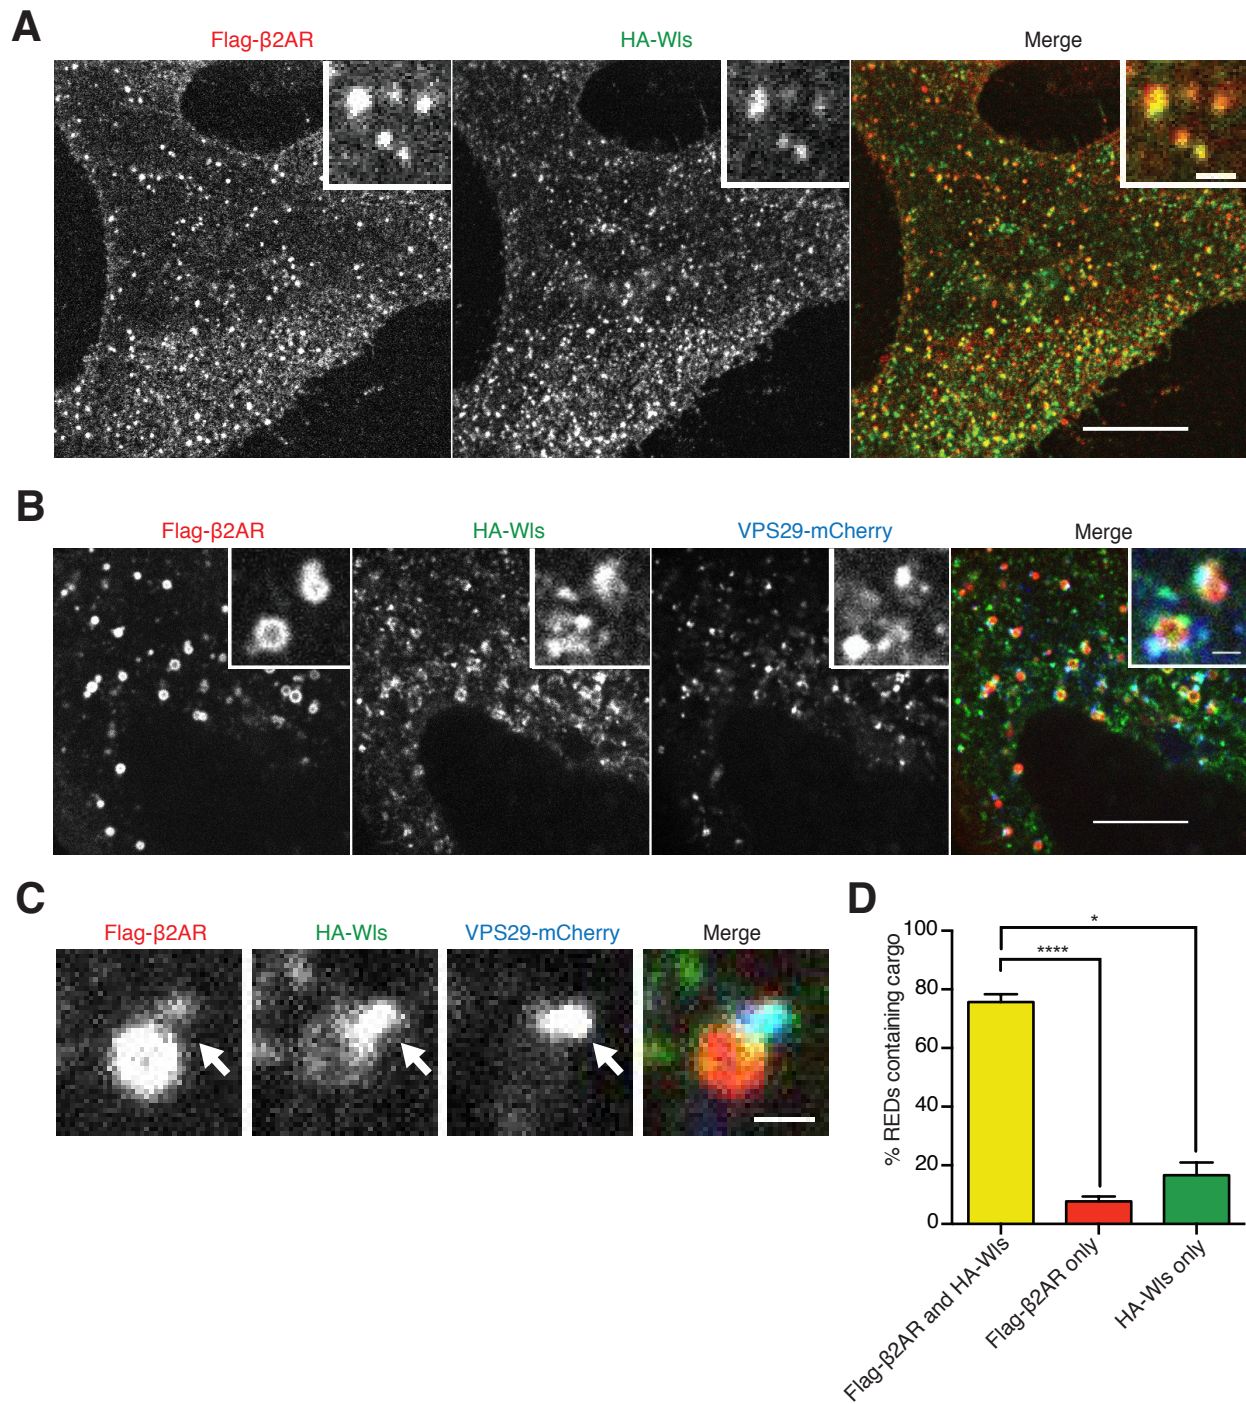 A
Flag-β2AR HA-Wls Merge
B
Flag-β2AR HA-Wls VPS29-mCherry Merge
C
Flag-β2AR HA-Wls VPS29-mCherry Merge
D
% REDs containing cargo
100
80
60
40
20
0
*
****
Flag-β2AR and HA-Wls
Flag-β2AR only
HA-Wls only